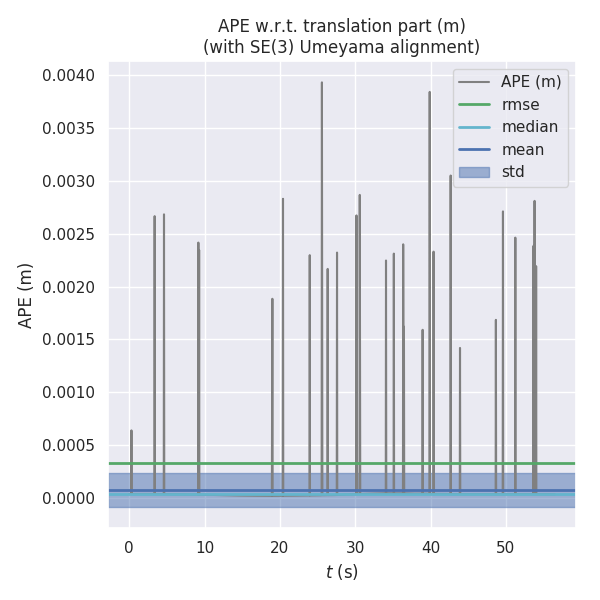 APE w.r.t. translation part (m)
(with SE(3) Umeyama alignment)
APE (m)
rmse
median
mean
std
0.0040
0.0035
0.0030
0.0025
0.0020
0.0015
0.0010
0.0005
0.0000
APE (m)
0 10 20 30 40 50
t (s)